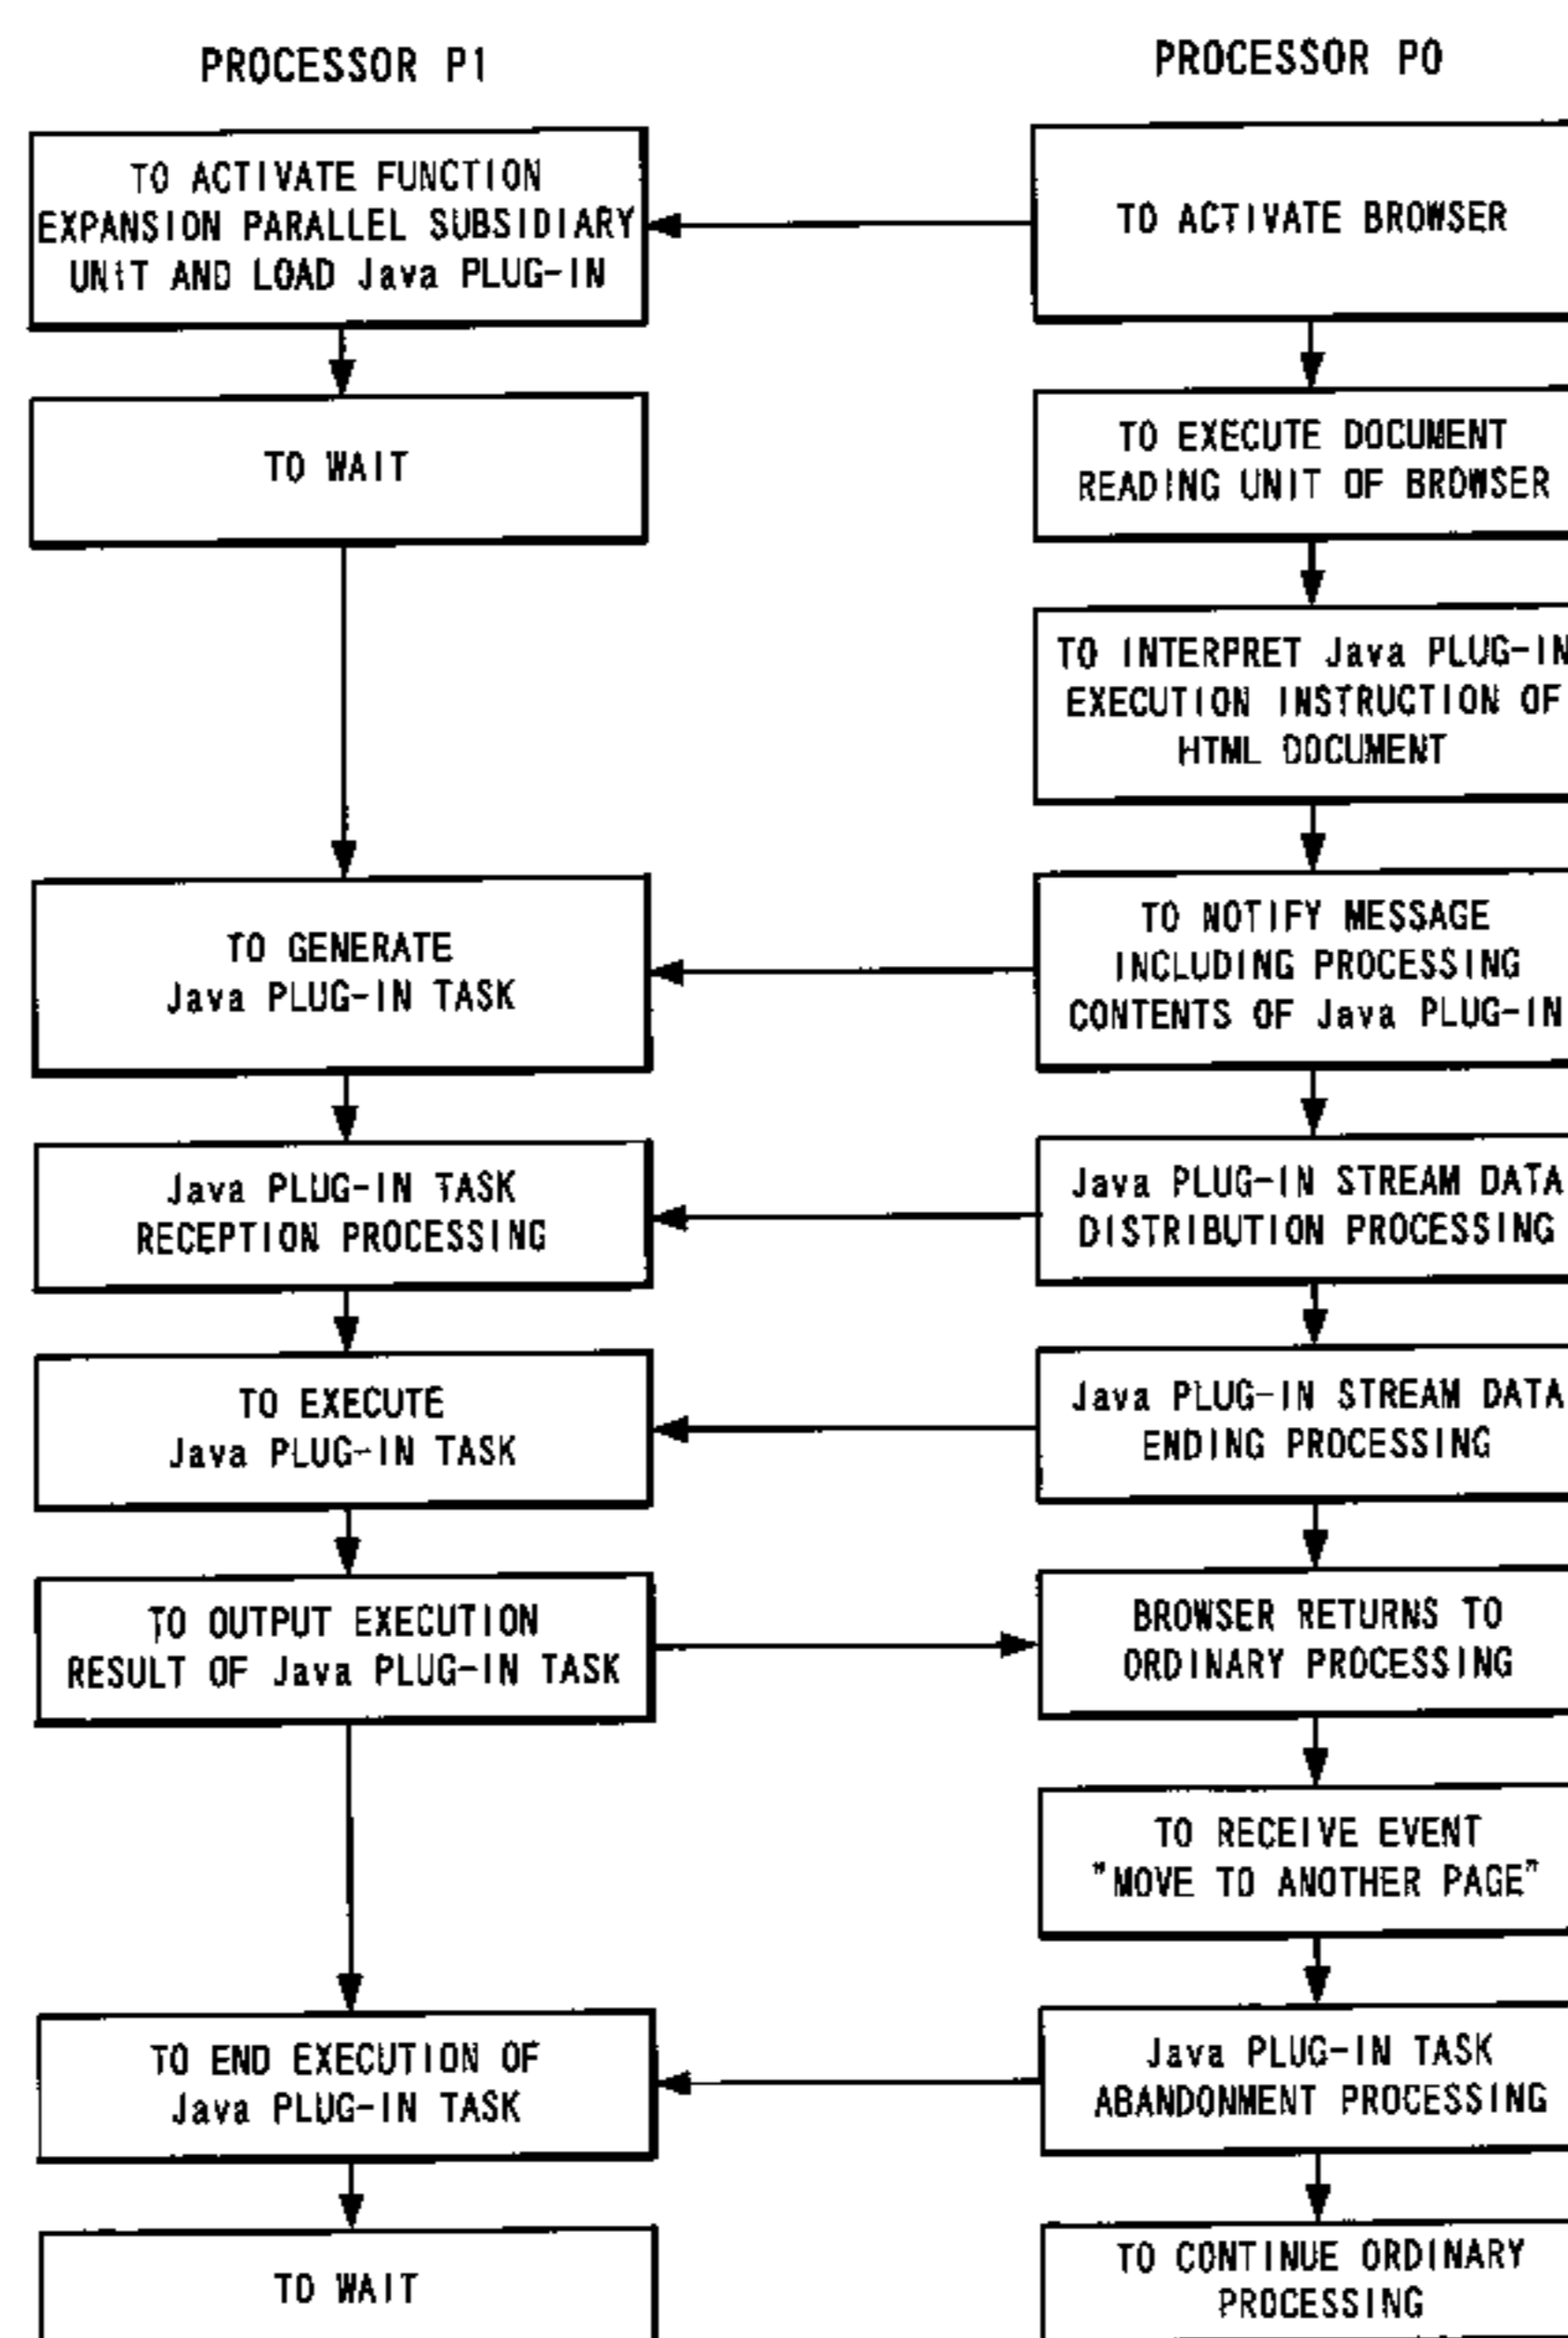 PROCESSOR P1
TO ACTIVATE FUNCTION
EXPANSION PARALLEL SUBSIDIARY
UNIT AND LOAD Java PLUG-IN
TO WAIT
TO GENERATE
Java PLUG-IN TASK
Java PLUG-IN TASK
RECEPTION PROCESSING
TO EXECUTE
Java PLUG-IN TASK
TO OUTPUT EXECUTION
RESULT OF Java PLUG-IN TASK
TO END EXECUTION OF
Java PLUG-IN TASK
TO WAIT
PROCESSOR P0
TO ACTIVATE BROWSER
TO EXECUTE DOCUMENT
READING UNIT OF BROWSER
TO INTERPRET Java PLUG-IN
EXECUTION INSTRUCTION OF
HTML DOCUMENT
TO NOTIFY MESSAGE
INCLUDING PROCESSING
CONTENTS OF Java PLUG-IN
Java PLUG-IN STREAM DATA
DISTRIBUTION PROCESSING
Java PLUG-IN STREAM DATA
ENDING PROCESSING
BROWSER RETURNS TO
ORDINARY PROCESSING
TO RECEIVE EVENT
"MOVE TO ANOTHER PAGE"
Java PLUG-IN TASK
ABANDONMENT PROCESSING
TO CONTINUE ORDINARY
PROCESSING